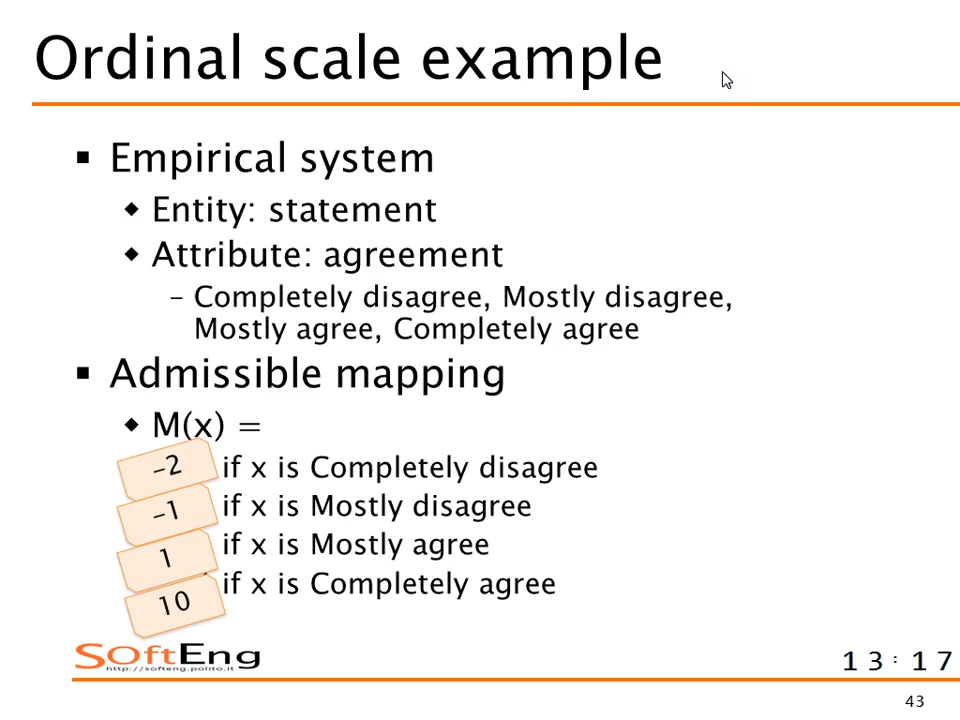 Ordinal scale example
▪ Empirical system
◆ Entity: statement
◆ Attribute: agreement
– Completely disagree, Mostly disagree,
Mostly agree, Completely agree
▪ Admissible mapping
◆ M(x) =
-2 if x is Completely disagree
-1 if x is Mostly disagree
1 if x is Mostly agree
10 if x is Completely agree
SOftEng
http://softeng.polito.it
13:17
43